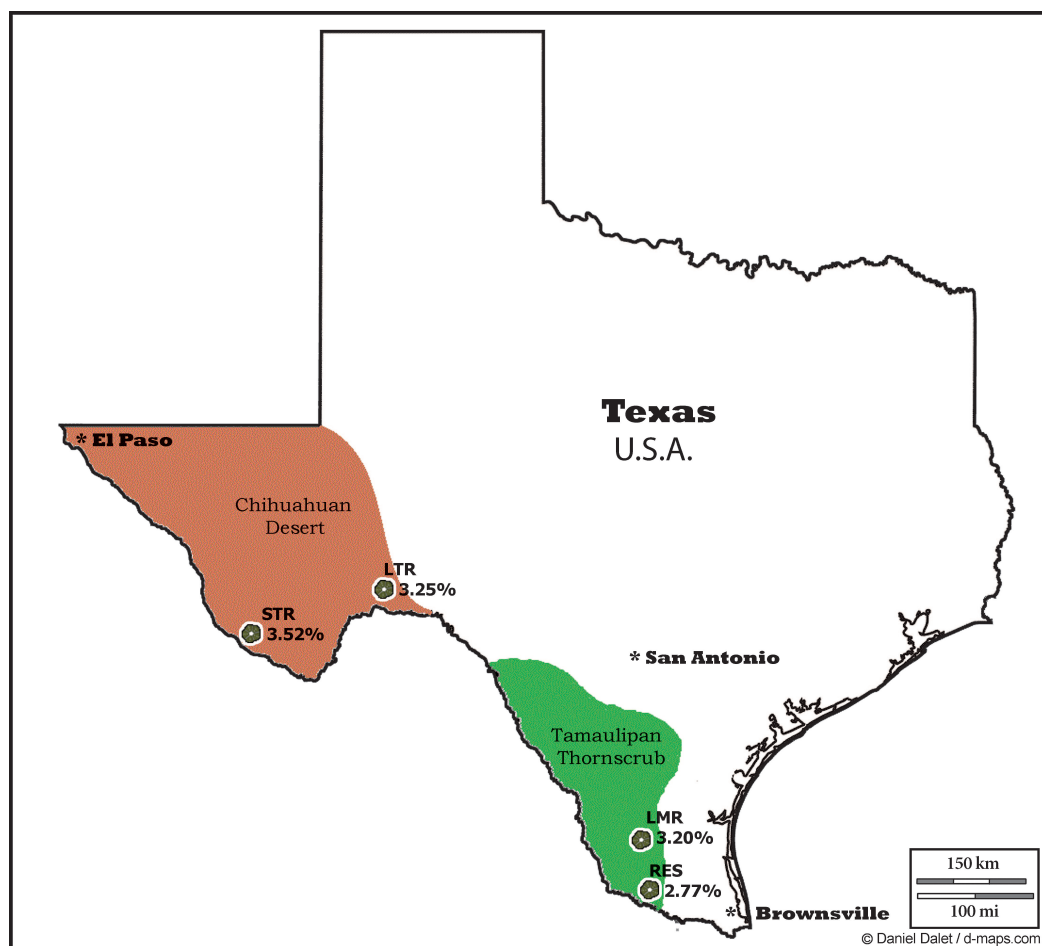 Texas
U.S.A.
* El Paso
Chihuahuan
Desert
LTR
3.25%
STR
3.52%
* San Antonio
Tamaulipan
Thornscrub
LMR
3.20%
RES
2.77%
* Brownsville
150 km
100 mi
© Daniel Dalet / d-maps.com